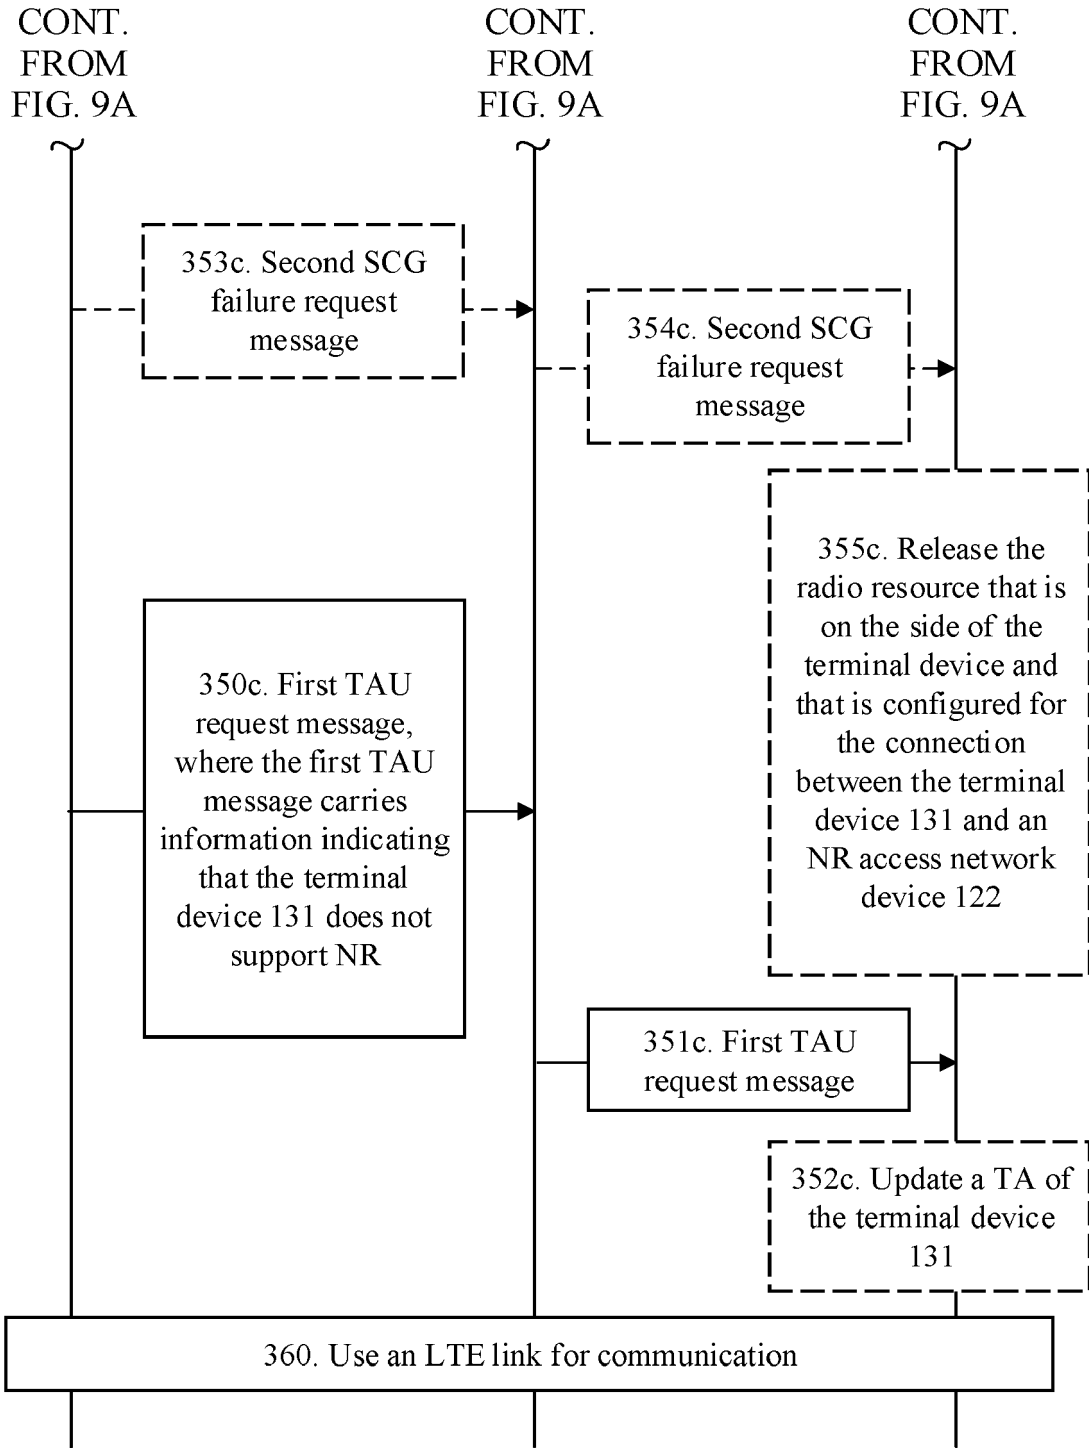 CONT.
FROM
FIG. 9A
CONT.
FROM
FIG. 9A
CONT.
FROM
FIG. 9A
353c. Second SCG
failure request
message
354c. Second SCG
failure request
message
355c. Release the
radio resource that is
on the side of the
terminal device and
that is configured for
the connection
between the terminal
device 131 and an
NR access network
device 122
350c. First TAU
request message,
where the first TAU
message carries
information indicating
that the terminal
device 131 does not
support NR
351c. First TAU
request message
352c. Update a TA of
the terminal device
131
360. Use an LTE link for communication